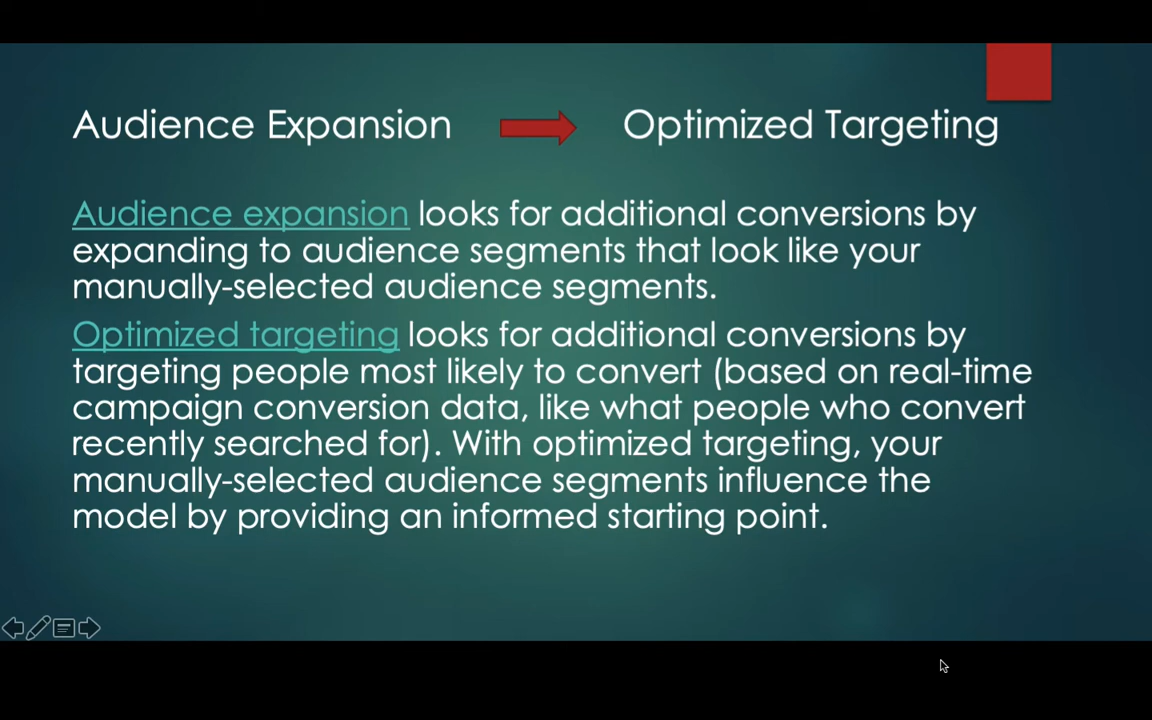 Audience Expansion Optimized Targeting
Audience expansion looks for additional conversions by
expanding to audience segments that look like your
manually-selected audience segments.
Optimized targeting looks for additional conversions by
targeting people most likely to convert (based on real-time
campaign conversion data, like what people who convert
recently searched for). With optimized targeting, your
manually-selected audience segments influence the
model by providing an informed starting point.